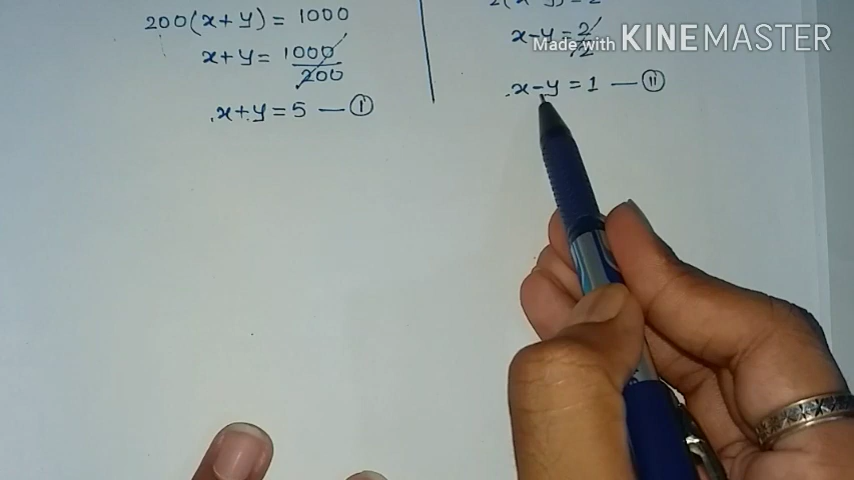 200(x+y) = 1000
x+y = 1000/200
x+y = 5 — (I)
x-y = 2/2
x-y = 1 — (II)
Made with KINEMASTER